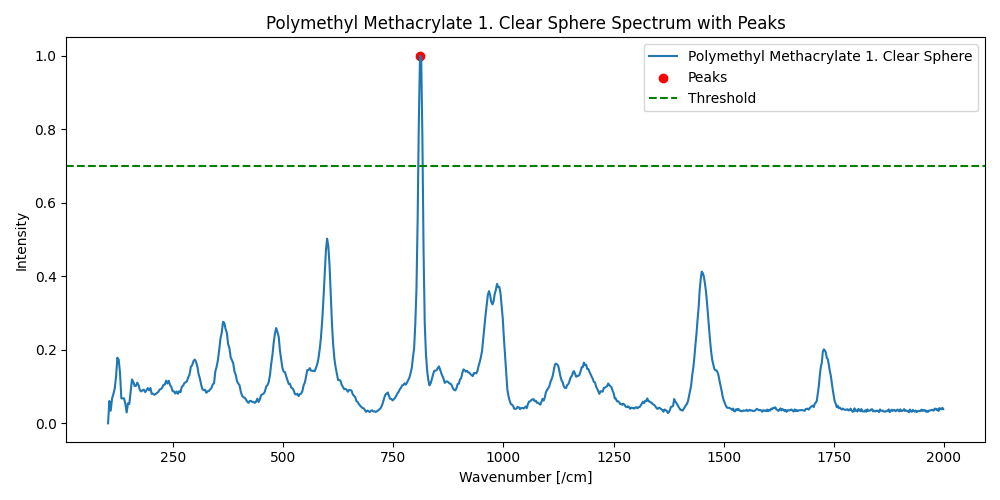 Polymethyl Methacrylate 1. Clear Sphere Spectrum with Peaks
Polymethyl Methacrylate 1. Clear Sphere
Peaks
Threshold
Intensity
1.0
0.8
0.6
0.4
0.2
0.0
250 500 750 1000 1250 1500 1750 2000
Wavenumber [/cm]